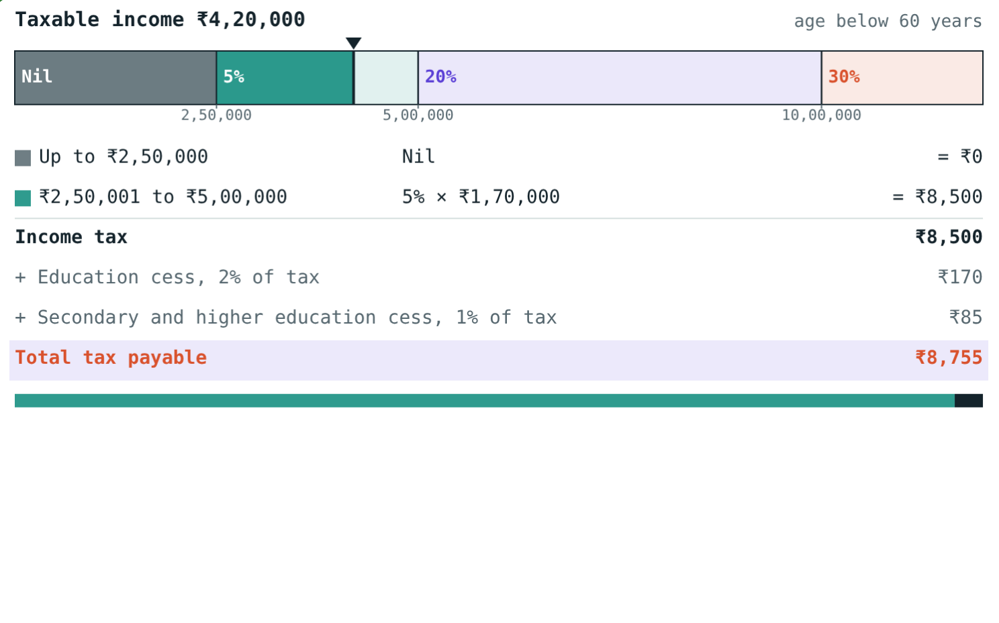 Taxable income ₹4,20,000 age below 60 years
Nil 5% 20% 30%
2,50,000 5,00,000 10,00,000
Up to ₹2,50,000 Nil = ₹0
₹2,50,001 to ₹5,00,000 5% × ₹1,70,000 = ₹8,500
Income tax ₹8,500
+ Education cess, 2% of tax ₹170
+ Secondary and higher education cess, 1% of tax ₹85
Total tax payable ₹8,755